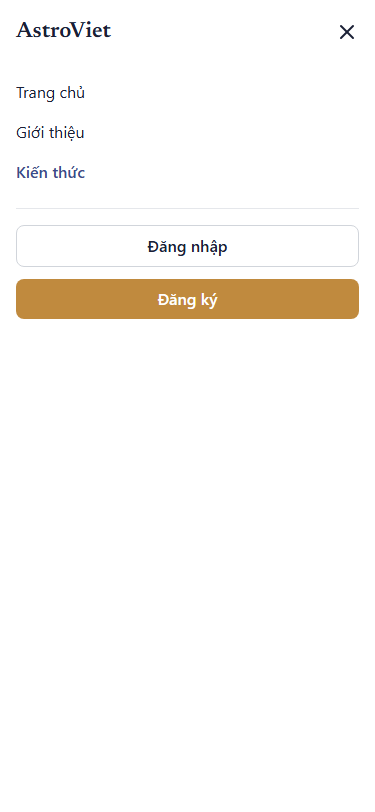 AstroViet
Trang chủ
Giới thiệu
Kiến thức
Đăng nhập
Đăng ký